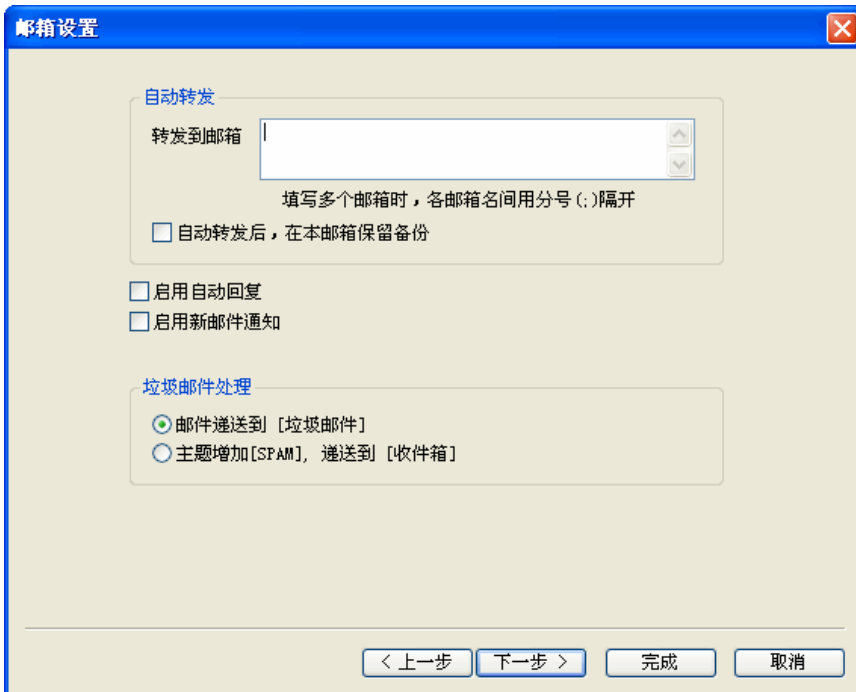 邮箱设置
自动转发
转发到邮箱
填写多个邮箱时，各邮箱名间用分号(;)隔开
自动转发后，在本邮箱保留备份
启用自动回复
启用新邮件通知
垃圾邮件处理
邮件递送到 [垃圾邮件]
主题增加[SPAM], 递送到 [收件箱]
< 上一步 下一步 > 完成 取消